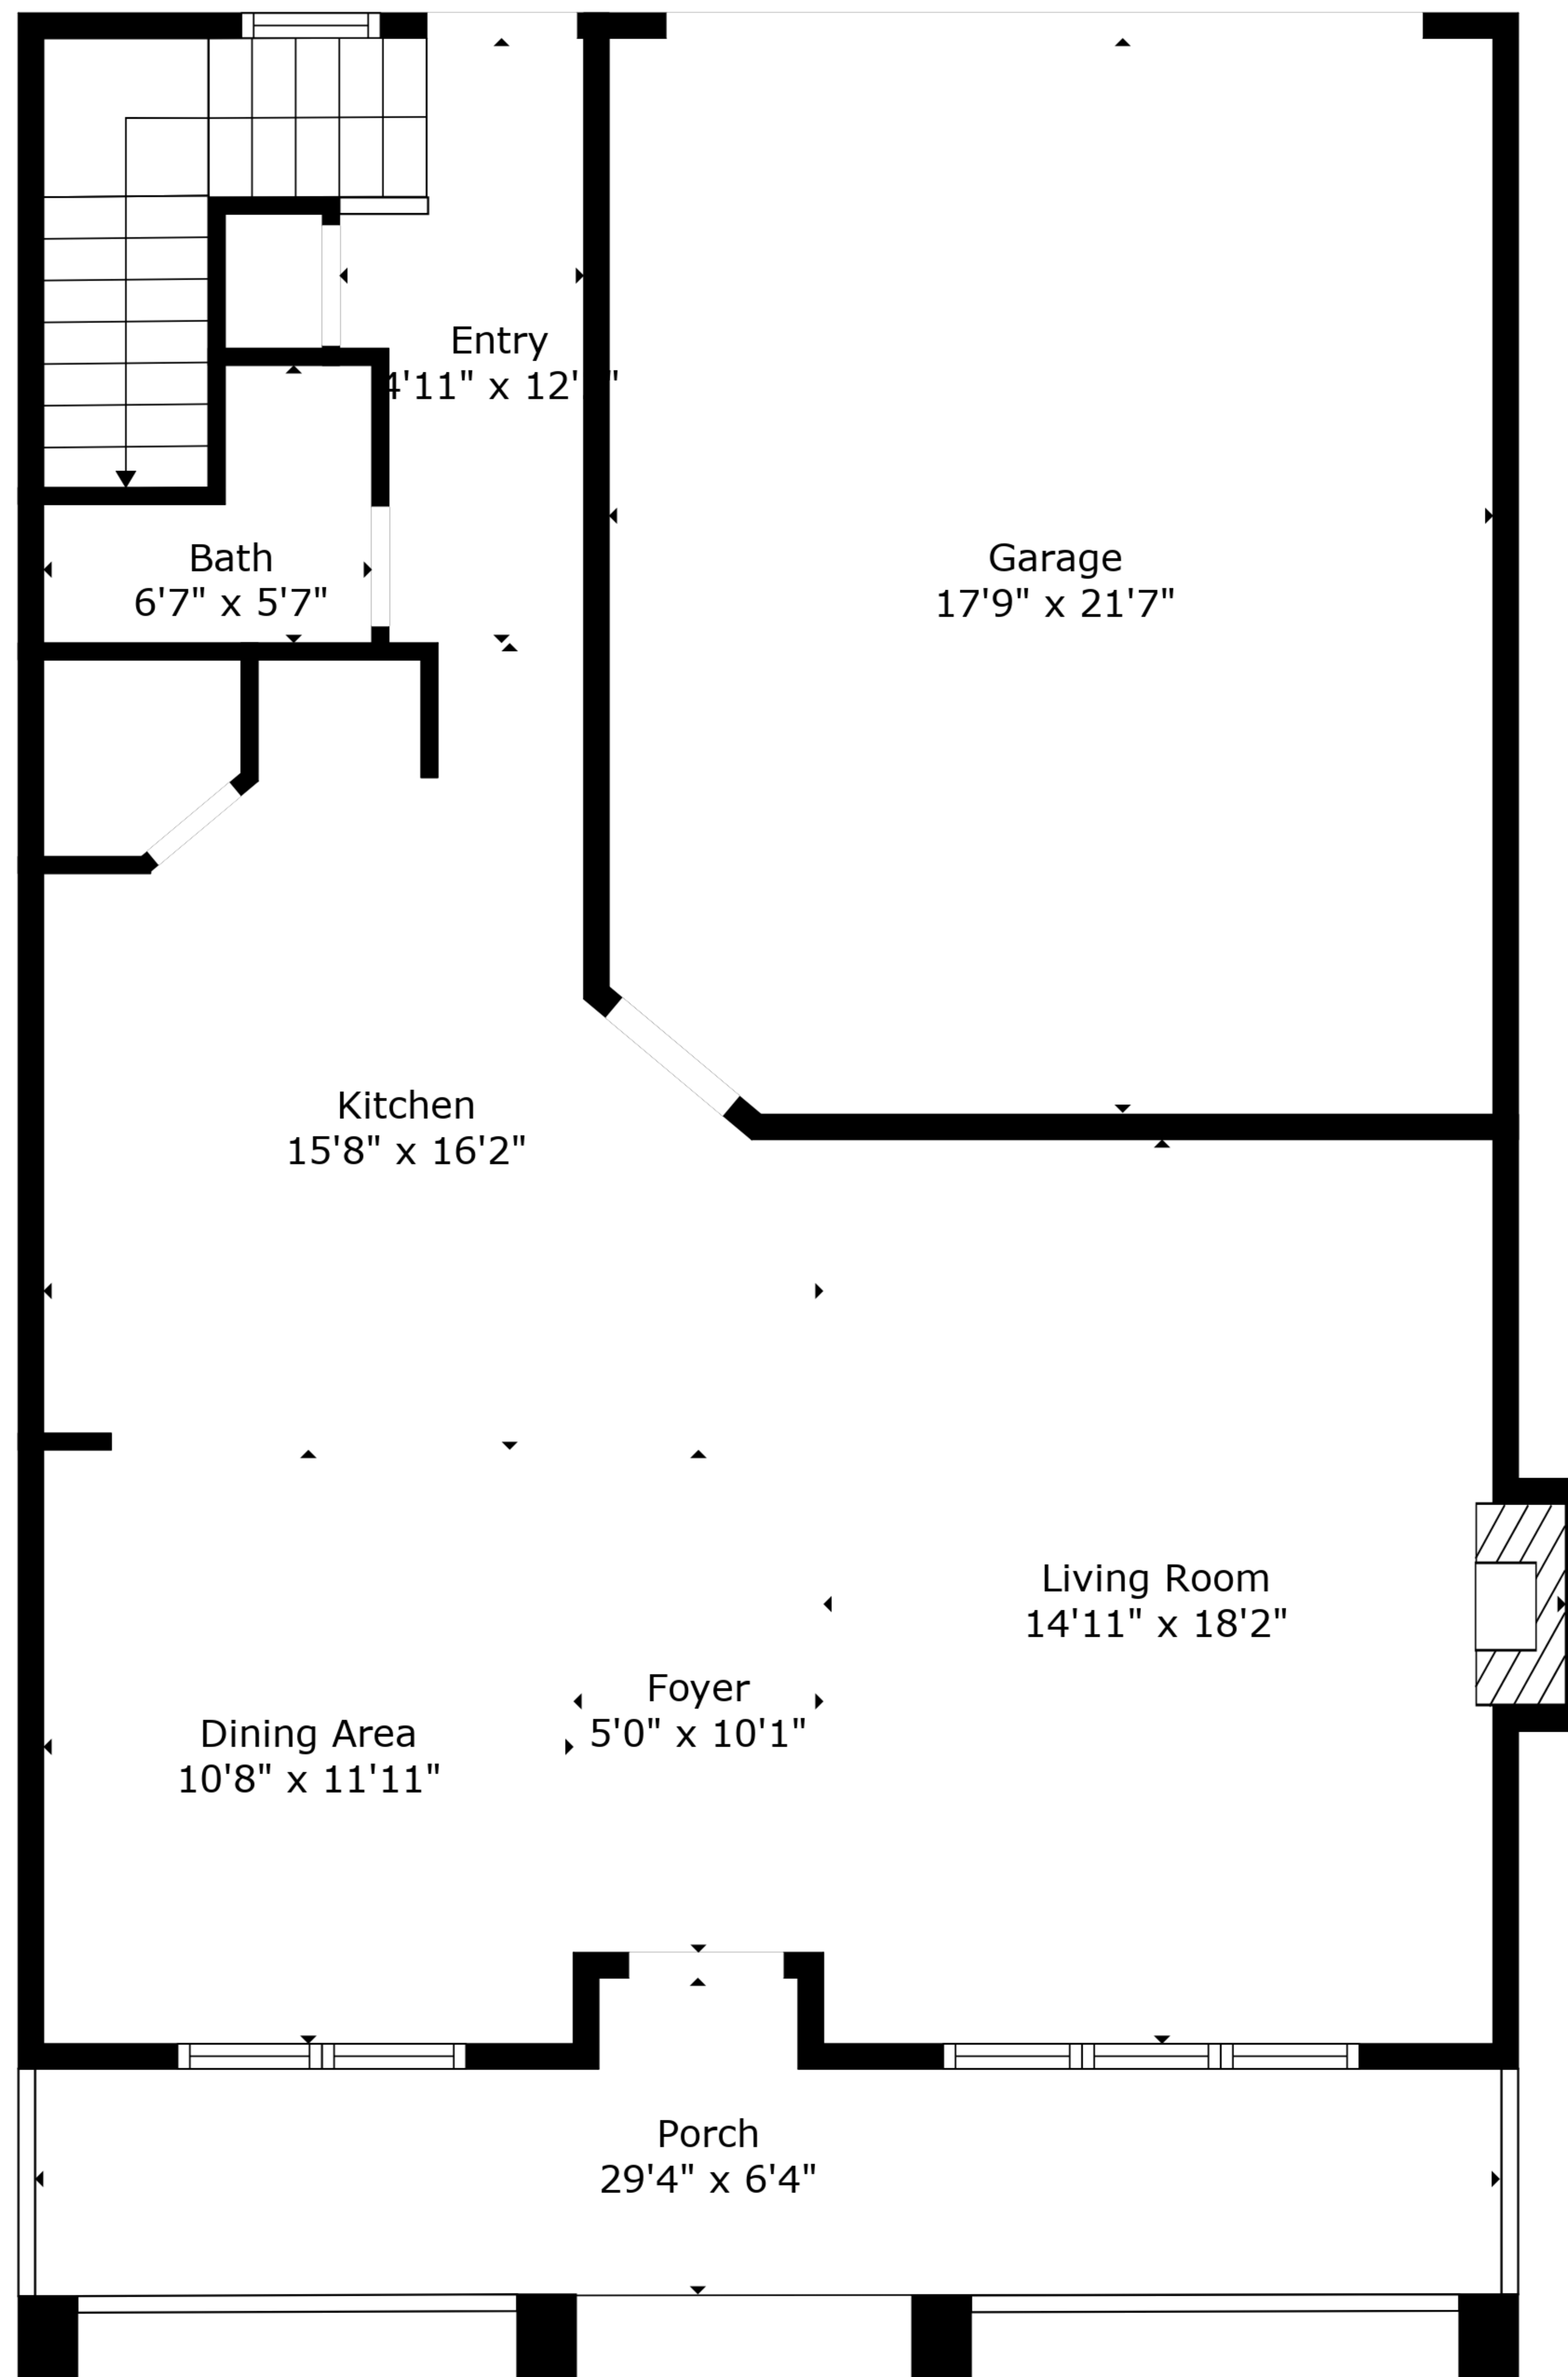 Entry
4'11" x
Bath
6'7" x 5'7"
Garage
17'9" x 21'7"
Kitchen
15'8" x 16'2"
Living Room
14'11" x 18'2"
Foyer
5'0" x 10'1"
Dining Area
10'8" x 11'11"
Porch
29'4" x 6'4"